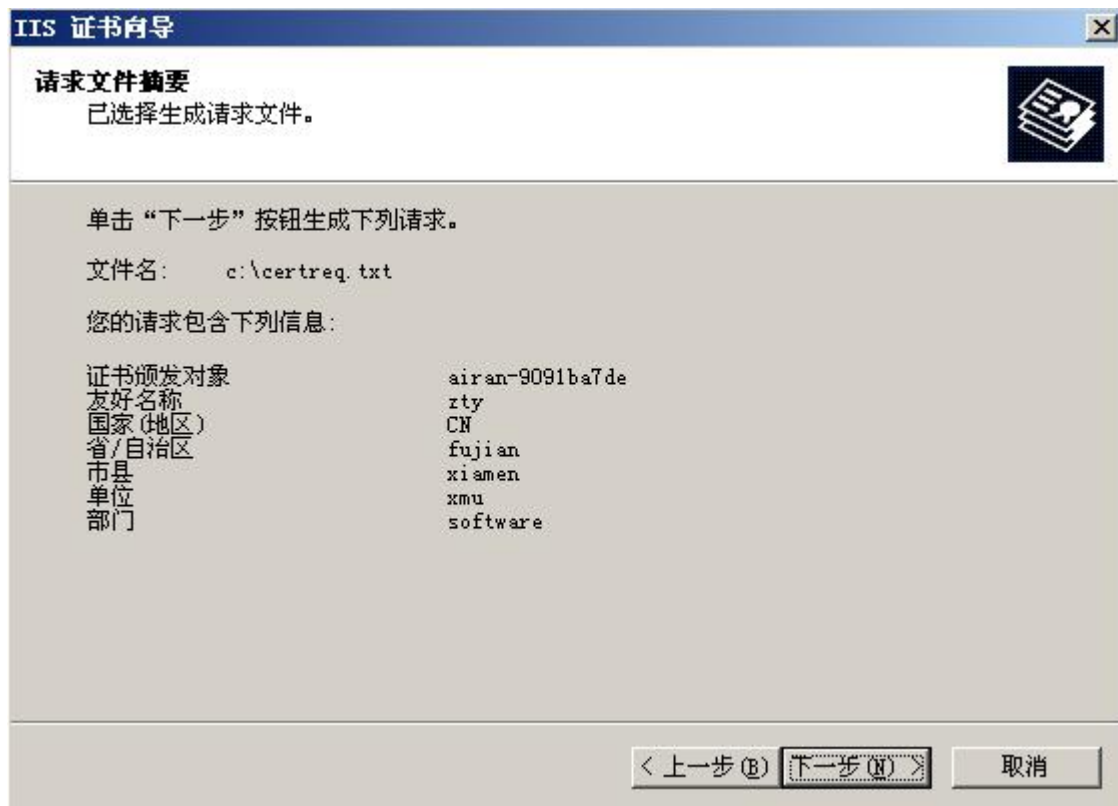 IIS 证书向导
请求文件摘要
已选择生成请求文件。
单击“下一步”按钮生成下列请求。
文件名: c:\certreq.txt
您的请求包含下列信息:
证书颁发对象 airan-9091ba7de
友好名称 zty
国家(地区) CN
省/自治区 fujian
市县 xiamen
单位 xmu
部门 software
< 上一步(B) 下一步(N) > 取消